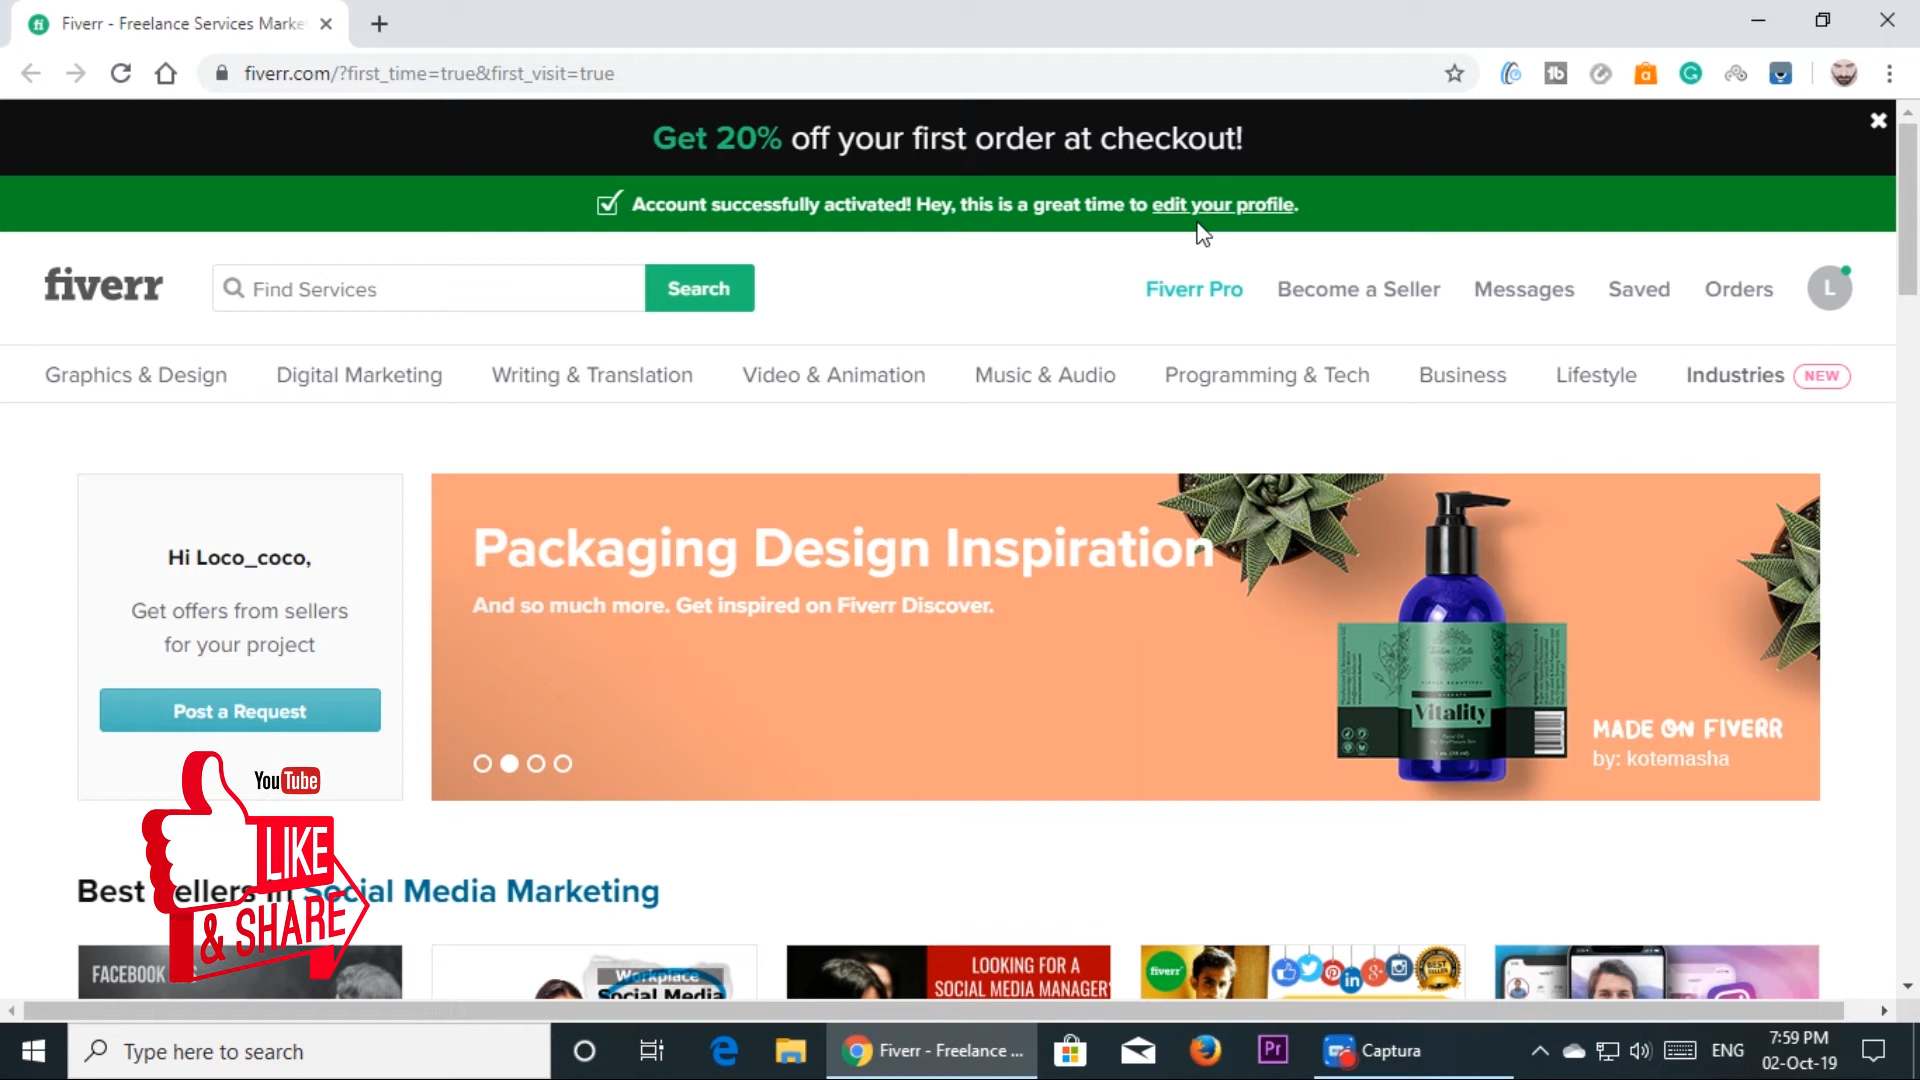 Fiverr - Freelance Services Marke
fiverr.com/?first_time=true&first_visit=true
Get 20% off your first order at checkout!
Account successfully activated! Hey, this is a great time to edit your profile.
fiverr
Find Services
Search
Fiverr Pro
Become a Seller
Messages
Saved
Orders
L
Graphics & Design
Digital Marketing
Writing & Translation
Video & Animation
Music & Audio
Programming & Tech
Business
Lifestyle
Industries
NEW
Hi Loco_coco,
Get offers from sellers
for your project
Post a Request
Packaging Design Inspiration
And so much more. Get inspired on Fiverr Discover.
Vitality
MADE ON FIVERR
by: kotemasha
YouTube
LIKE
& SHARE
Best Sellers in Social Media Marketing
FACEBOOK
Workplace
Social Media
LOOKING FOR A
SOCIAL MEDIA MANAGER
fiverr
BEST
SELLER
Type here to search
Fiverr - Freelance ...
Pr
Captura
ENG
7:59 PM
02-Oct-19